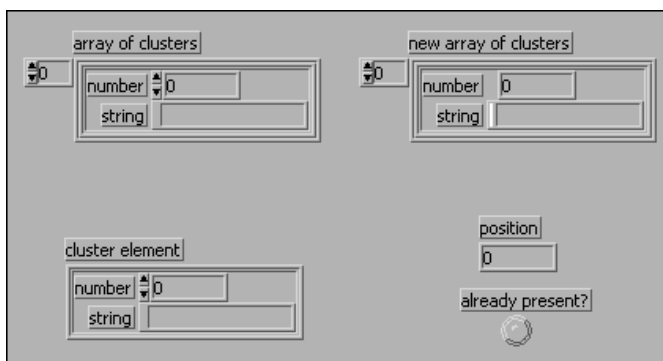 array of clusters
0
number 0
string
new array of clusters
0
number 0
string
cluster element
number 0
string
position
0
already present?